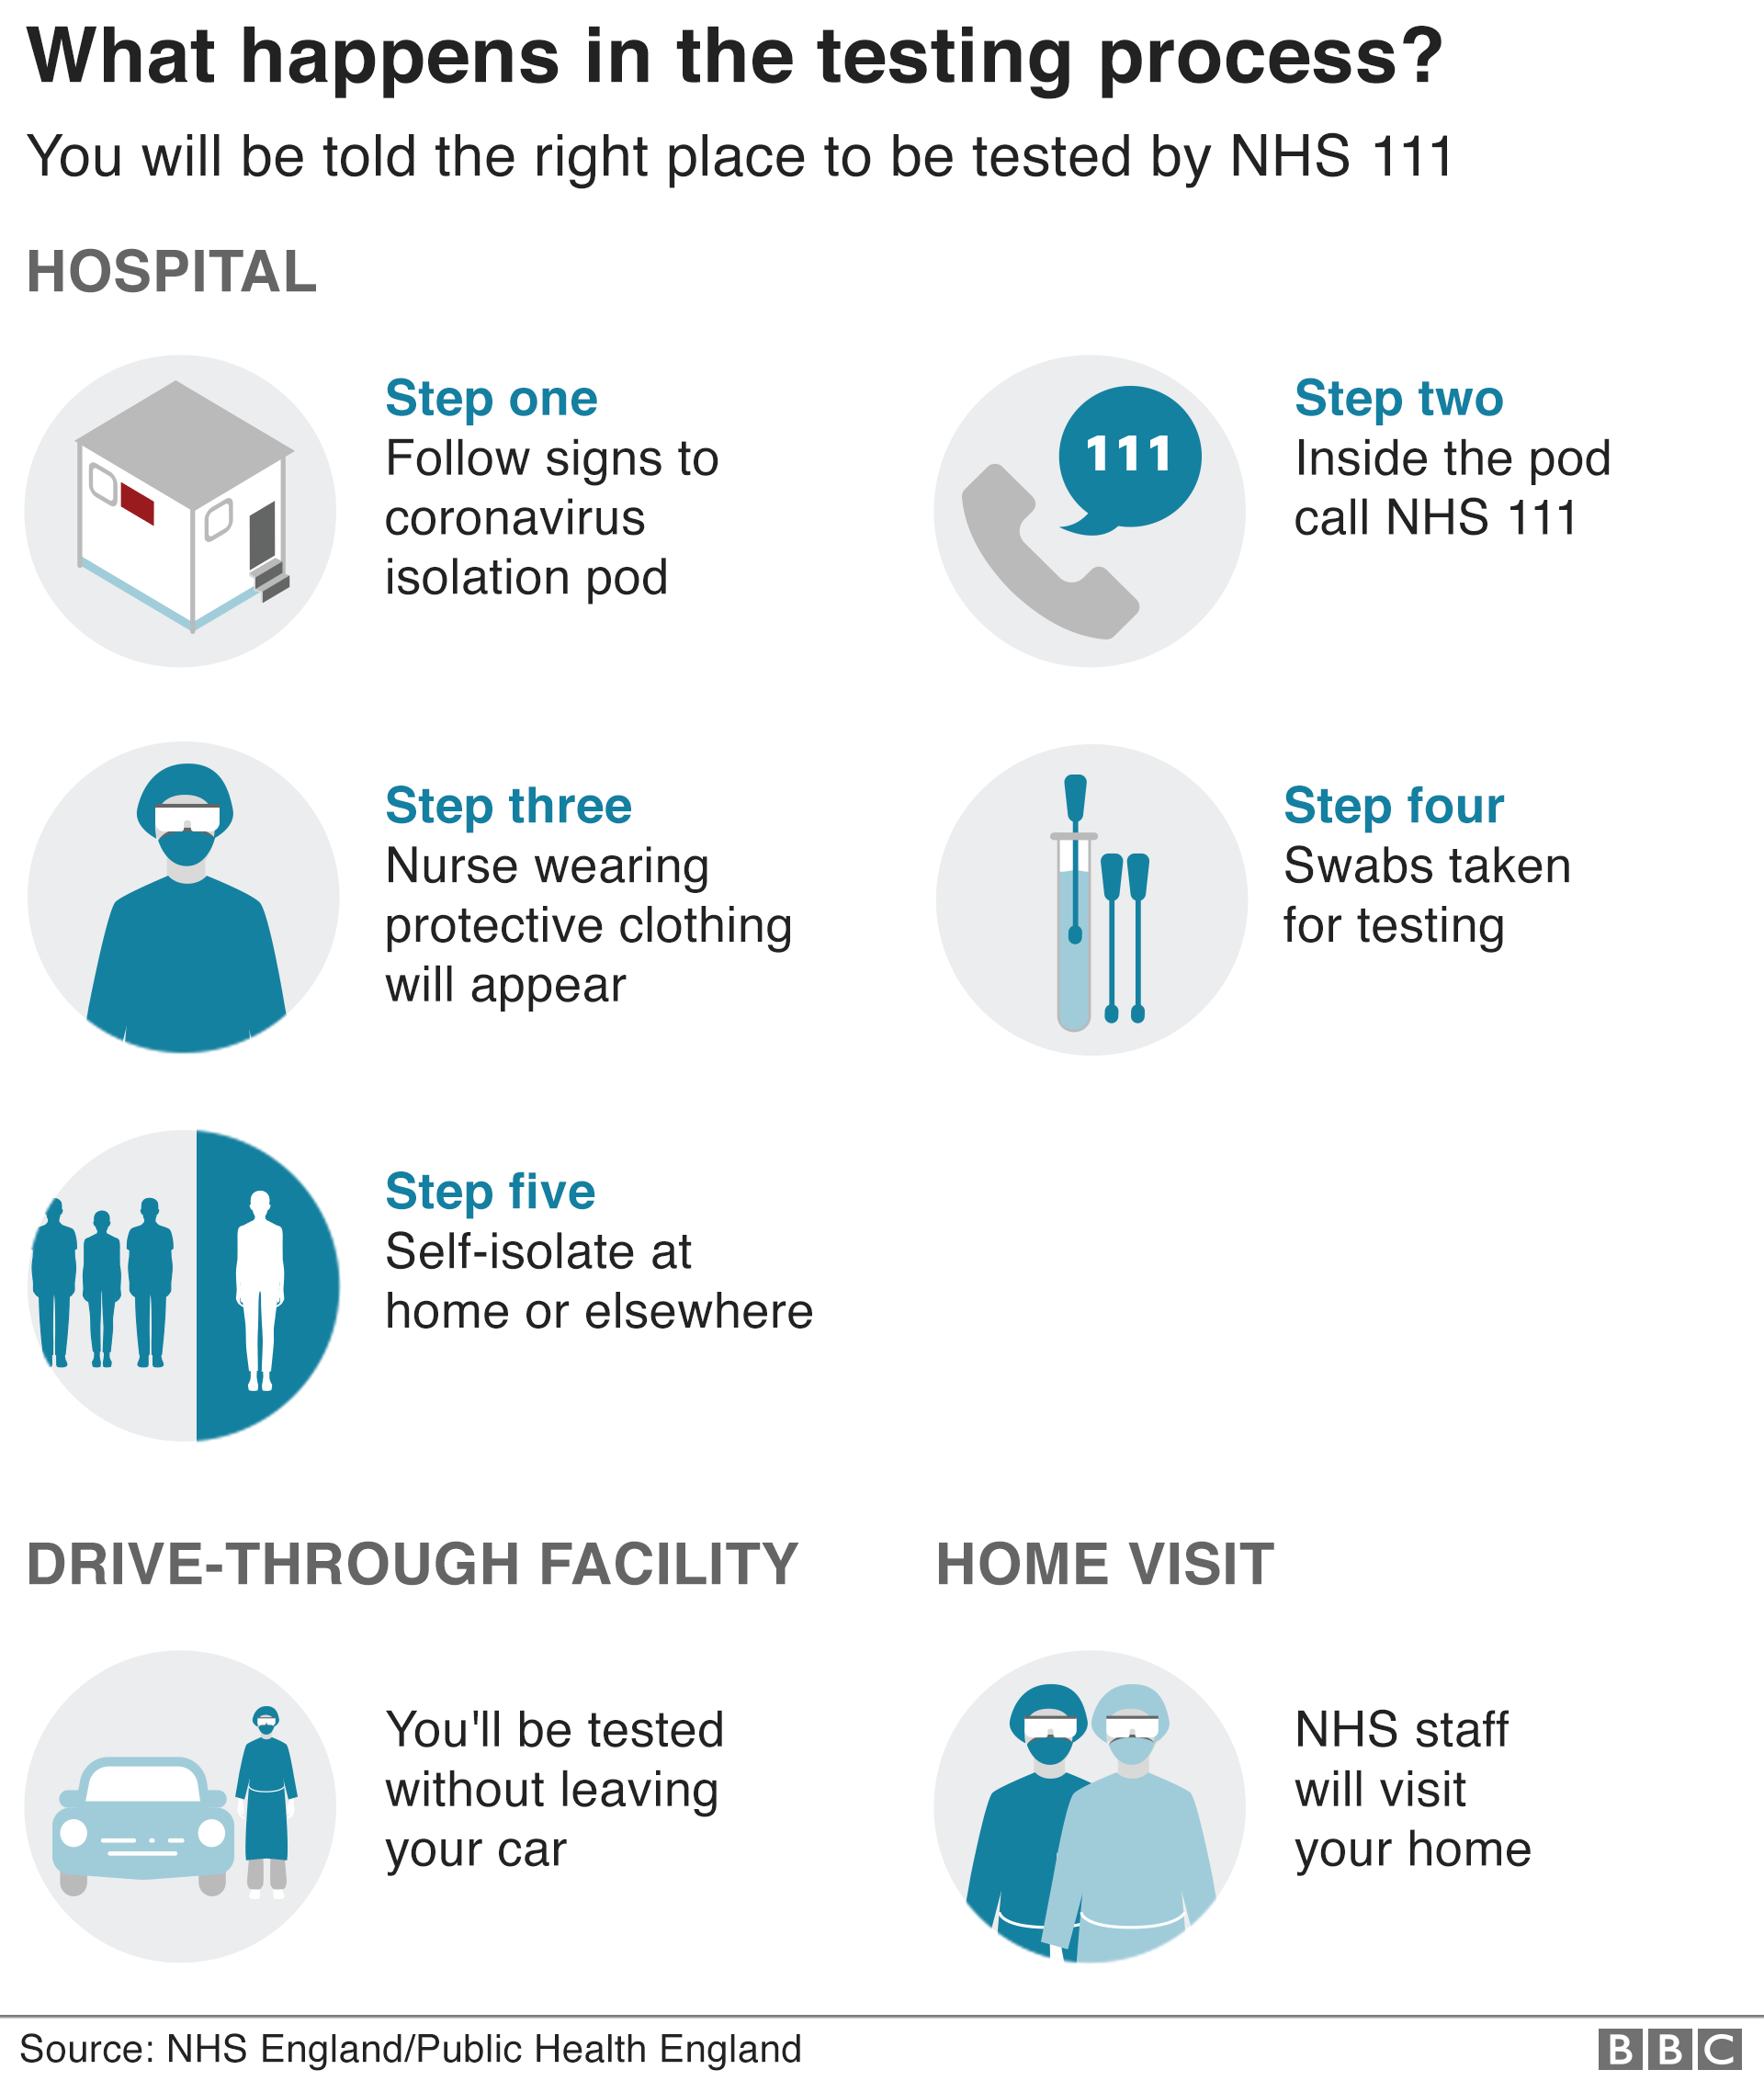 What happens in the testing process?
You will be told the right place to be tested by NHS 111
HOSPITAL
Step one
Follow signs to
coronavirus
isolation pod
111
Step two
Inside the pod
call NHS 111
Step three
Nurse wearing
protective clothing
will appear
Step four
Swabs taken
for testing
Step five
Self-isolate at
home or elsewhere
DRIVE-THROUGH FACILITY
You'll be tested
without leaving
your car
HOME VISIT
NHS staff
will visit
your home
Source: NHS England/Public Health England
BBC